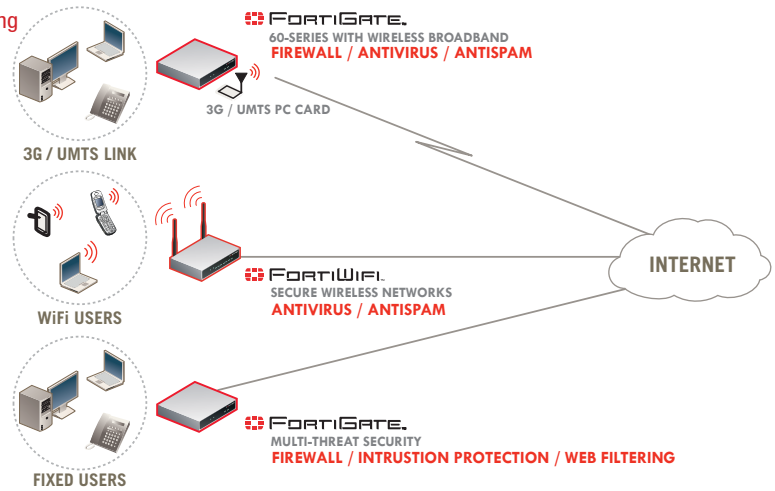 ng
FORTIGATE.
60-SERIES WITH WIRELESS BROADBAND
FIREWALL / ANTIVIRUS / ANTISPAM
3G / UMTS PC CARD
3G / UMTS LINK
INTERNET
FORTIWIFI.
SECURE WIRELESS NETWORKS
ANTIVIRUS / ANTISPAM
WiFi USERS
FORTIGATE.
MULTI-THREAT SECURITY
FIREWALL / INTRUSTION PROTECTION / WEB FILTERING
FIXED USERS